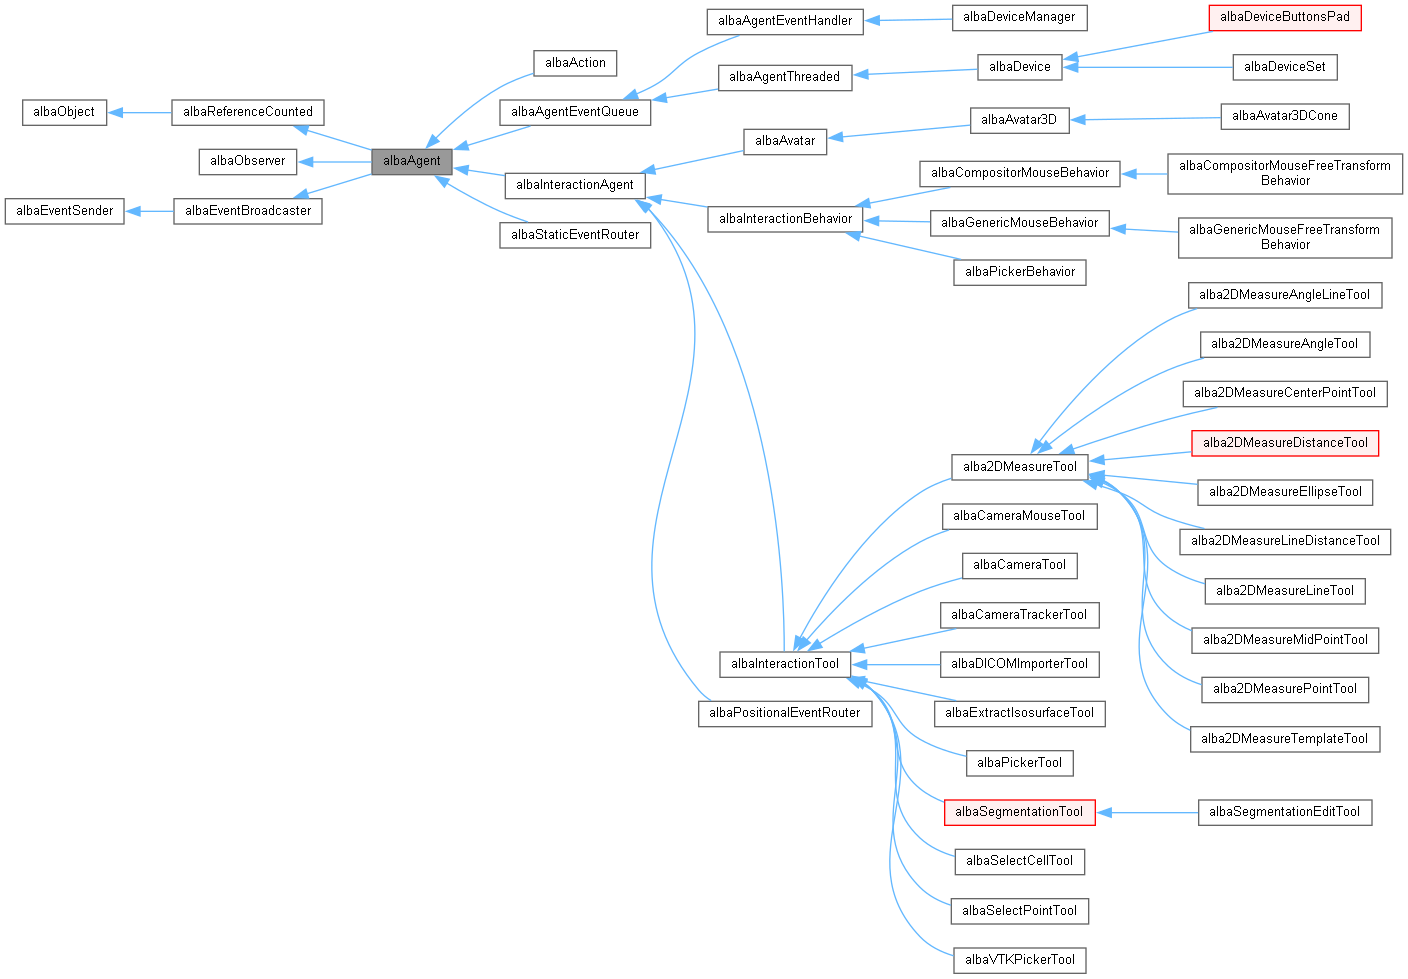 albaObject
albaReferenceCounted
albaObserver
albaEventSender
albaEventBroadcaster
albaAgent
albaAction
albaAgentEventQueue
albaInteractionAgent
albaStaticEventRouter
albaAgentEventHandler
albaAgentThreaded
albaAvatar
albaInteractionBehavior
albaInteractionTool
albaPositionalEventRouter
albaDeviceManager
albaDevice
albaAvatar3D
albaCompositorMouseBehavior
albaGenericMouseBehavior
albaPickerBehavior
alba2DMeasureTool
albaCameraMouseTool
albaCameraTool
albaCameraTrackerTool
albaDICOMImporterTool
albaExtractIsosurfaceTool
albaPickerTool
albaSegmentationTool
albaSelectCellTool
albaSelectPointTool
albaVTKPickerTool
albaDeviceButtonsPad
albaDeviceSet
albaAvatar3DCone
albaCompositorMouseFreeTransform
Behavior
albaGenericMouseFreeTransform
Behavior
alba2DMeasureAngleLineTool
alba2DMeasureAngleTool
alba2DMeasureCenterPointTool
alba2DMeasureDistanceTool
alba2DMeasureEllipseTool
alba2DMeasureLineDistanceTool
alba2DMeasureLineTool
alba2DMeasureMidPointTool
alba2DMeasurePointTool
alba2DMeasureTemplateTool
albaSegmentationEditTool